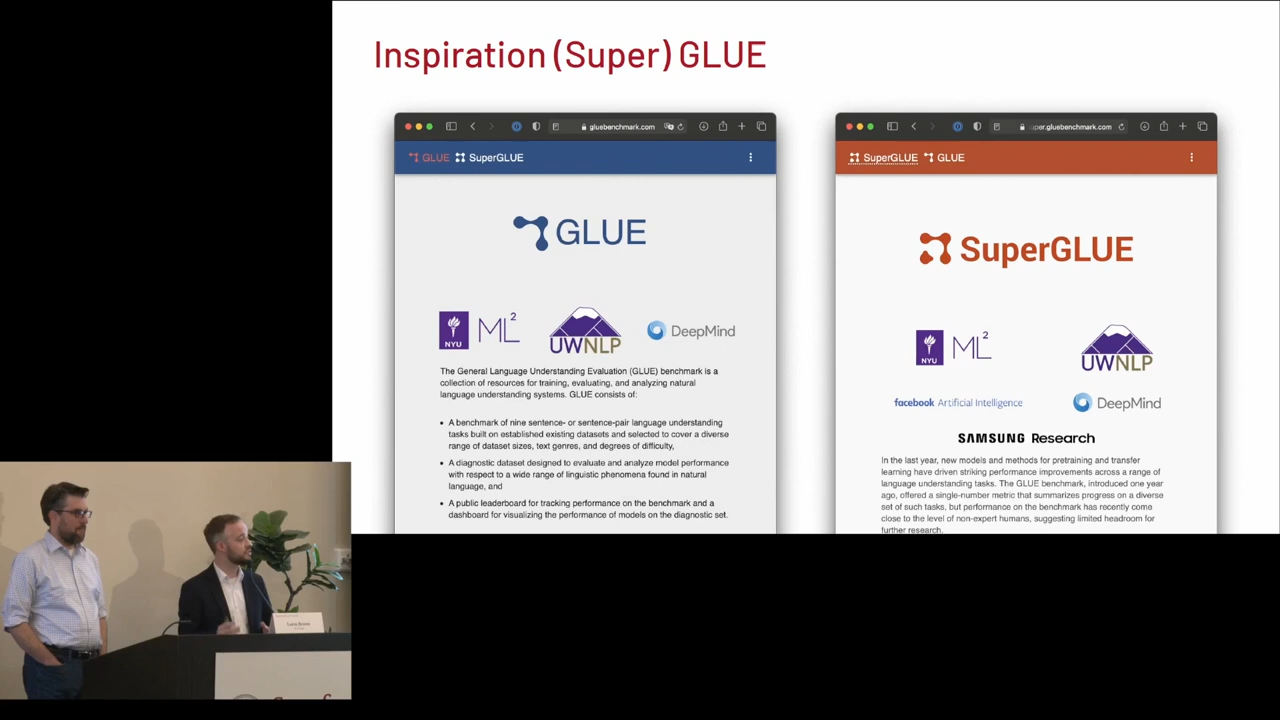 Inspiration (Super) GLUE
gluebenchmark.com
GLUE SuperGLUE
GLUE
NYU ML2
UWNLP
DeepMind
The General Language Understanding Evaluation (GLUE) benchmark is a
collection of resources for training, evaluating, and analyzing natural
language understanding systems. GLUE consists of:
• A benchmark of nine sentence- or sentence-pair language understanding
tasks built on established existing datasets and selected to cover a diverse
range of dataset sizes, text genres, and degrees of difficulty,
• A diagnostic dataset designed to evaluate and analyze model performance
with respect to a wide range of linguistic phenomena found in natural
language, and
• A public leaderboard for tracking performance on the benchmark and a
dashboard for visualizing the performance of models on the diagnostic set.
super.gluebenchmark.com
SuperGLUE GLUE
SuperGLUE
NYU ML2
UWNLP
facebook Artificial Intelligence
DeepMind
SAMSUNG Research
In the last year, new models and methods for pretraining and transfer
learning have driven striking performance improvements across a range of
language understanding tasks. The GLUE benchmark, introduced one year
ago, offered a single-number metric that summarizes progress on a diverse
set of such tasks, but performance on the benchmark has recently come
close to the level of non-expert humans, suggesting limited headroom for
further research.